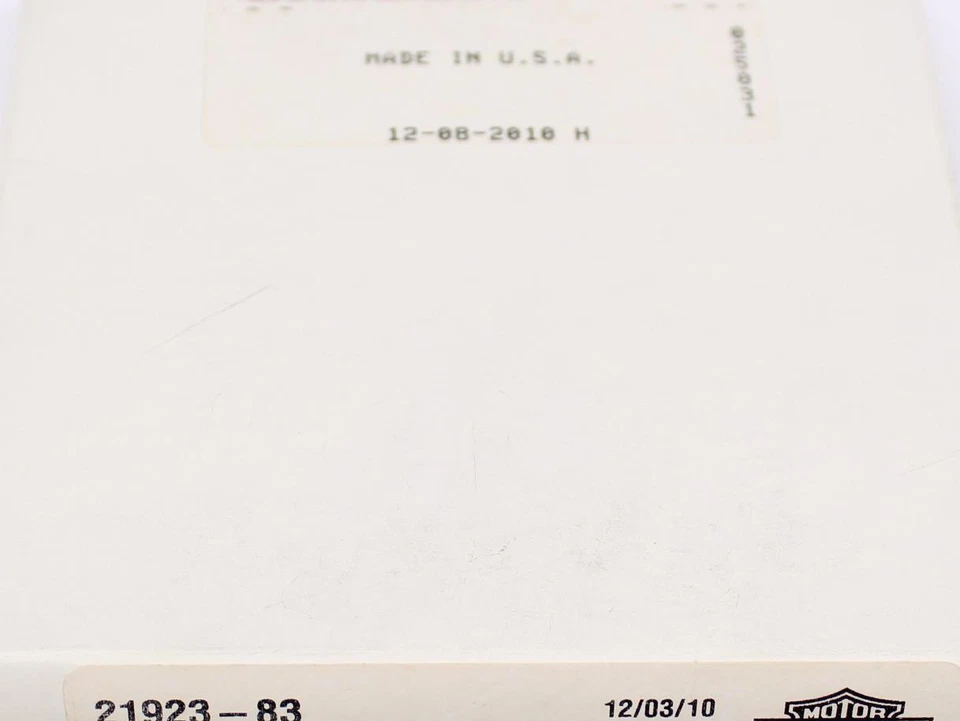 MADE IN U.S.A.
12-08-2010 H
21923-83
12/03/10
MOTOR